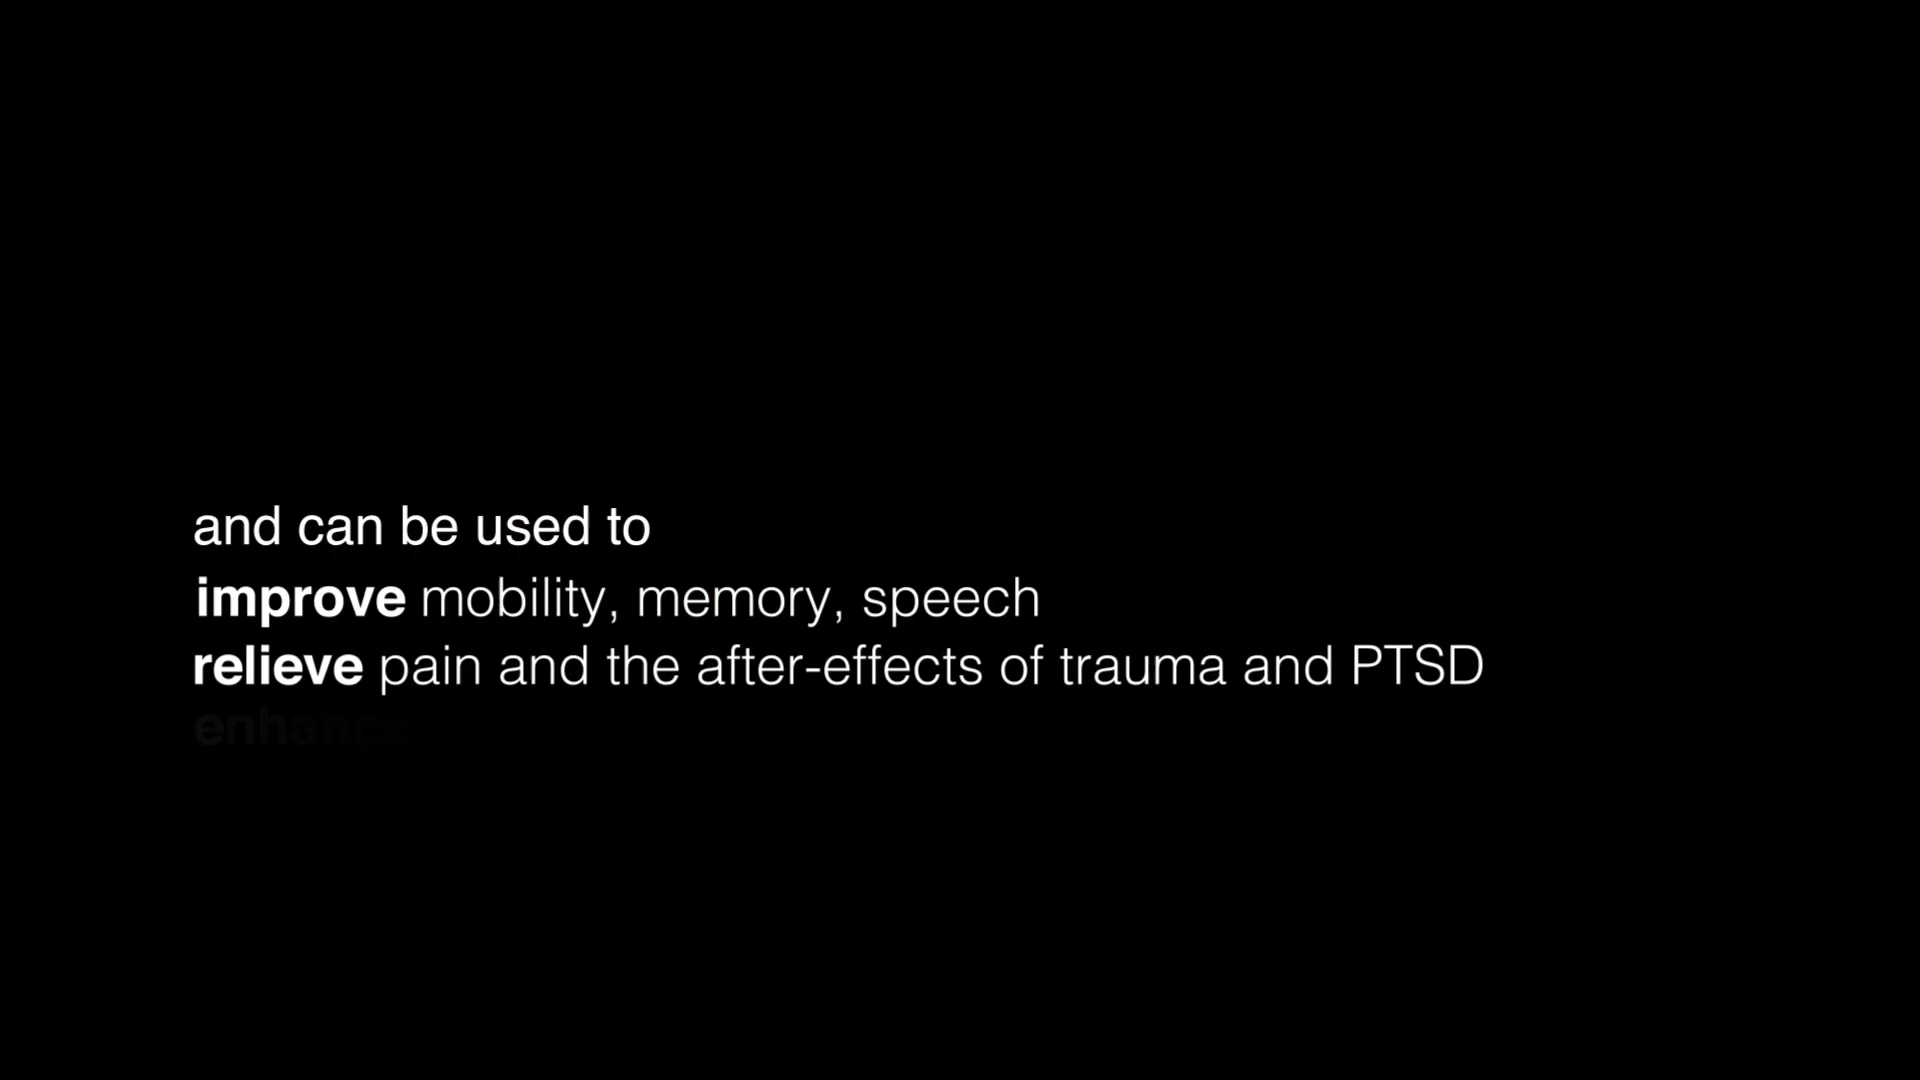 and can be used to
improve mobility, memory, speech
relieve pain and the after-effects of trauma and PTSD
enhance